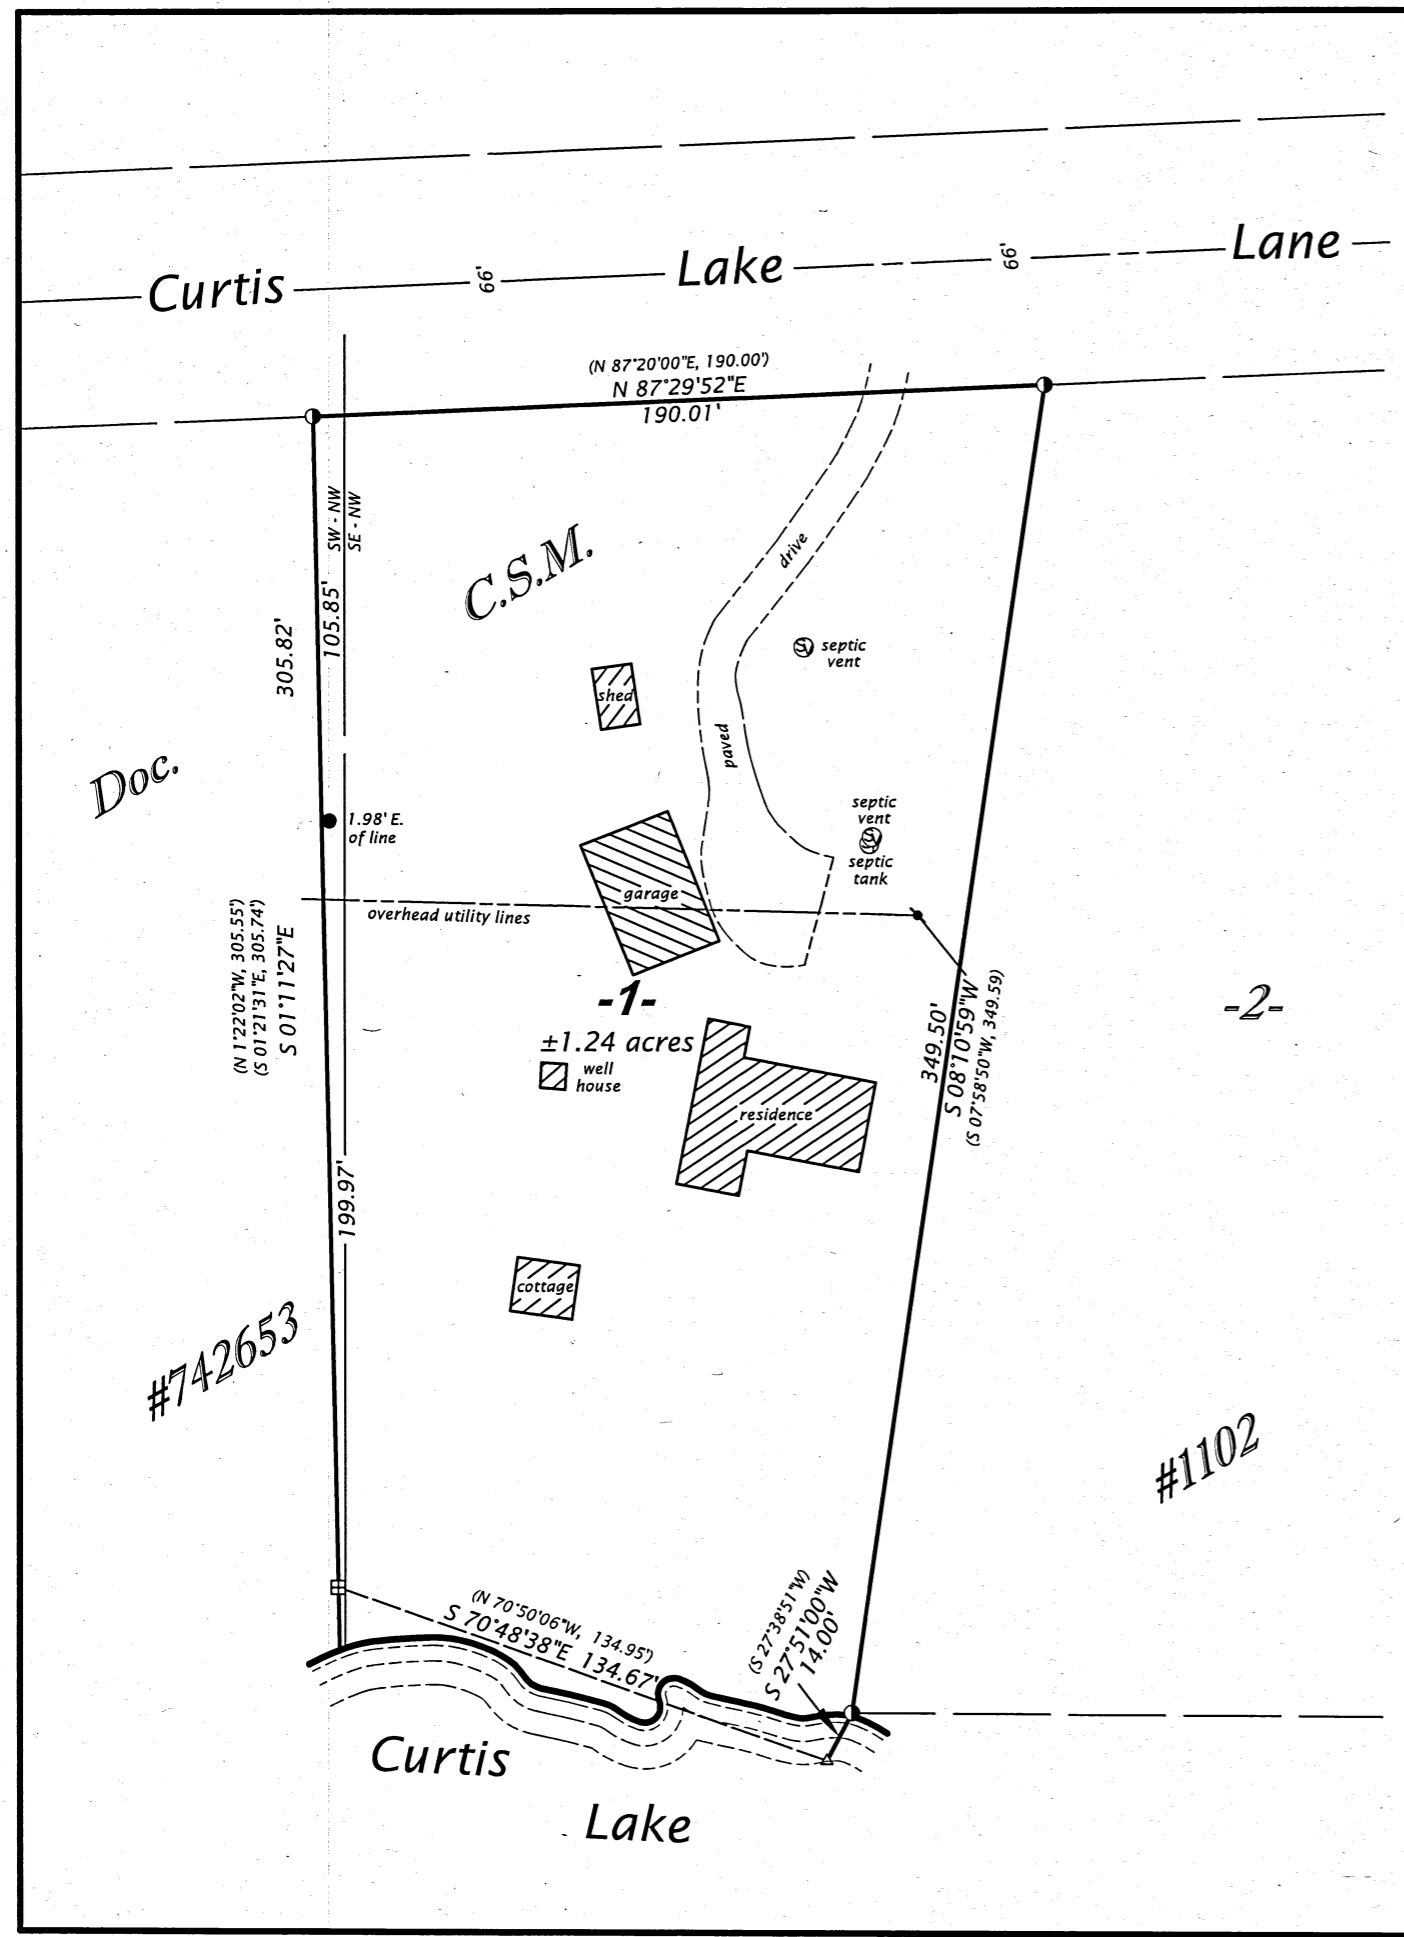 Curtis Lake Lane
66'
66'
(N 87°20'00"E, 190.00')
N 87°29'52"E
190.01'
SW - NW
SE - NW
C.S.M.
drive
105.85'
305.82'
septic
vent
shed
paved
Doc.
septic
vent
septic
tank
1.98' E.
of line
garage
overhead utility lines
(N 1°22'02"W, 305.55')
(S 01°21'31"E, 305.74')
S 01°11'27"E
-1-
±1.24 acres
well
house
residence
349.50'
S 08°10'59"W
(S 07°58'50"W, 349.59)
-2-
199.97'
cottage
#742653
#1102
(N 70°50'06"W, 134.95')
S 70°48'38"E 134.67'
(S 27°38'51"W)
S 27°51'00"W
14.00'
Curtis
Lake